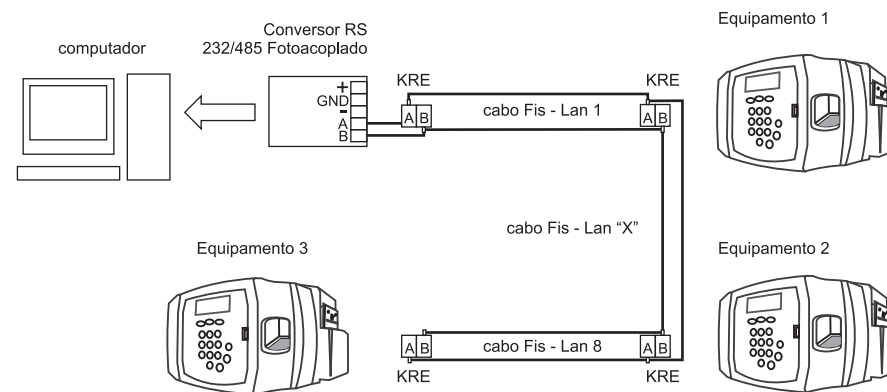 Equipamento 1
computador
Conversor RS
232/485 Fotoacoplado
KRE
KRE
+
GND
-
A
B
A B
cabo Fis - Lan 1
A B
cabo Fis - Lan “X”
Equipamento 3
Equipamento 2
A B
cabo Fis - Lan 8
A B
KRE
KRE